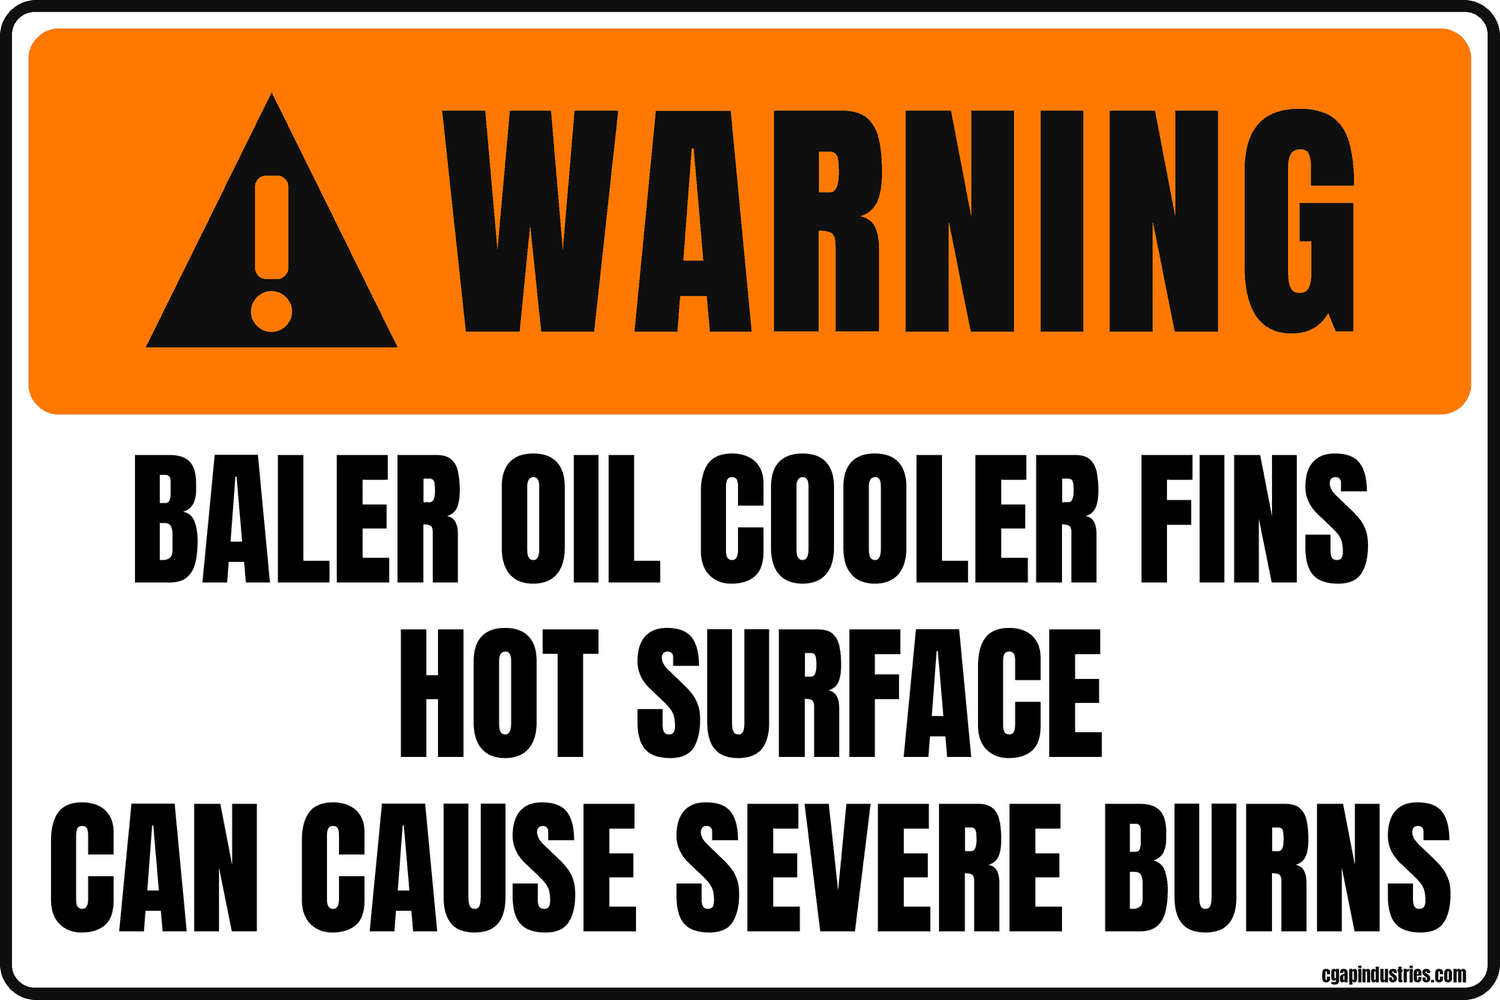 WARNING
BALER OIL COOLER FINS
HOT SURFACE
CAN CAUSE SEVERE BURNS
cgapindustries.com